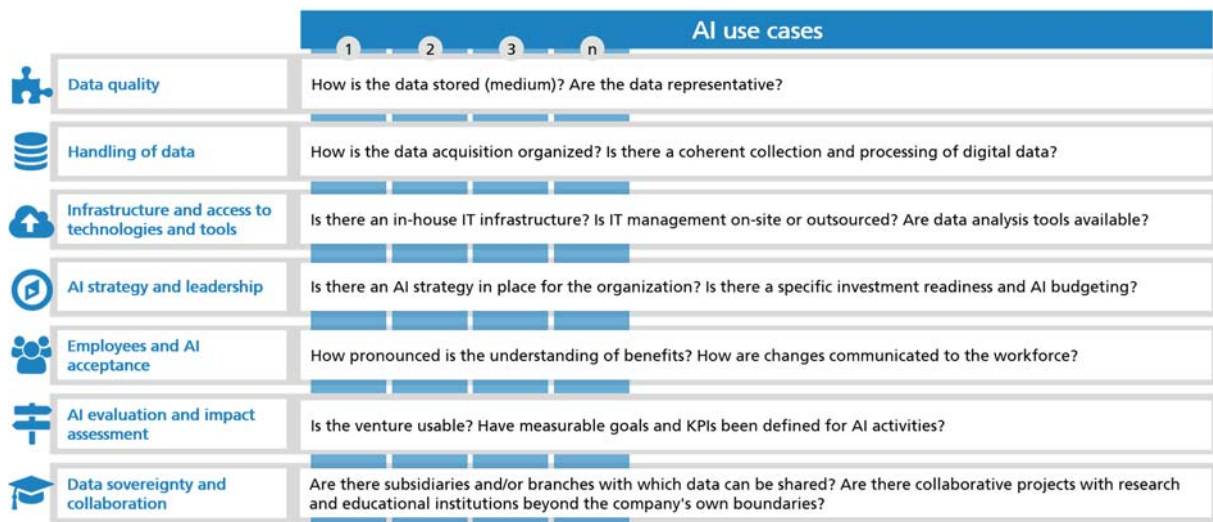 AI use cases
1 2 3 n
Data quality
How is the data stored (medium)? Are the data representative?
Handling of data
How is the data acquisition organized? Is there a coherent collection and processing of digital data?
Infrastructure and access to
technologies and tools
Is there an in-house IT infrastructure? Is IT management on-site or outsourced? Are data analysis tools available?
AI strategy and leadership
Is there an AI strategy in place for the organization? Is there a specific investment readiness and AI budgeting?
Employees and AI
acceptance
How pronounced is the understanding of benefits? How are changes communicated to the workforce?
AI evaluation and impact
assessment
Is the venture usable? Have measurable goals and KPIs been defined for AI activities?
Data sovereignty and
collaboration
Are there subsidiaries and/or branches with which data can be shared? Are there collaborative projects with research
and educational institutions beyond the company's own boundaries?